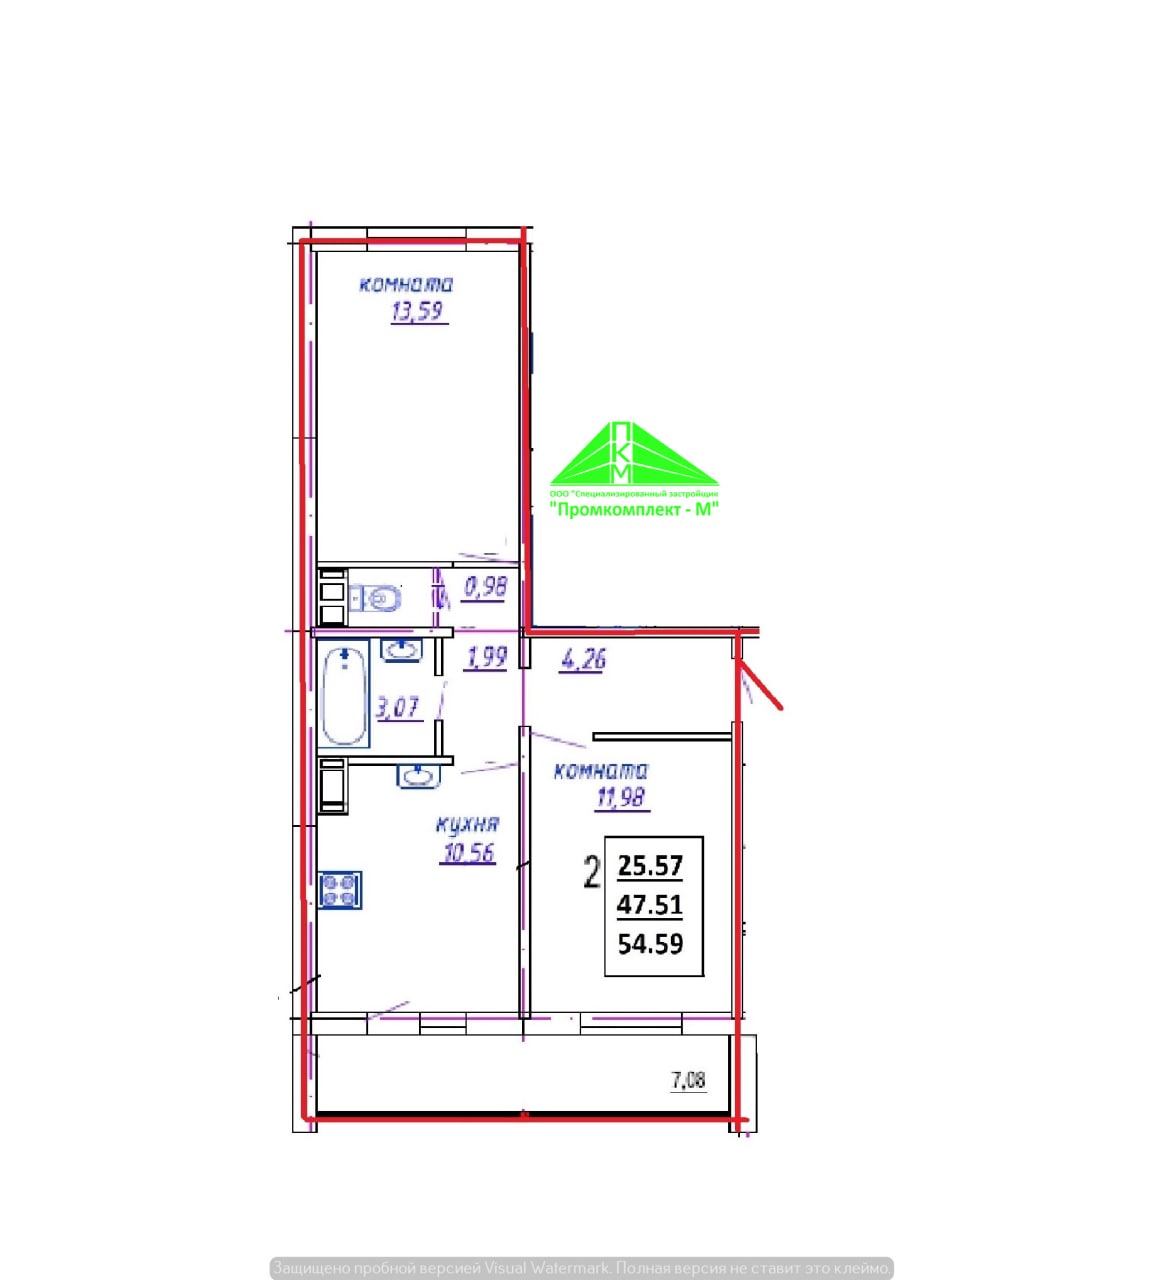 комната
13,59
ПКМ
ООО "Специализированный застройщик
"Промкомплект - М"
0,98
1,99
4,26
3,07
комната
11,98
кухня
10.56
2
25.57
47.51
54.59
7,08
Защищено пробной версией Visual Watermark. Полная версия не ставит это клеймо.